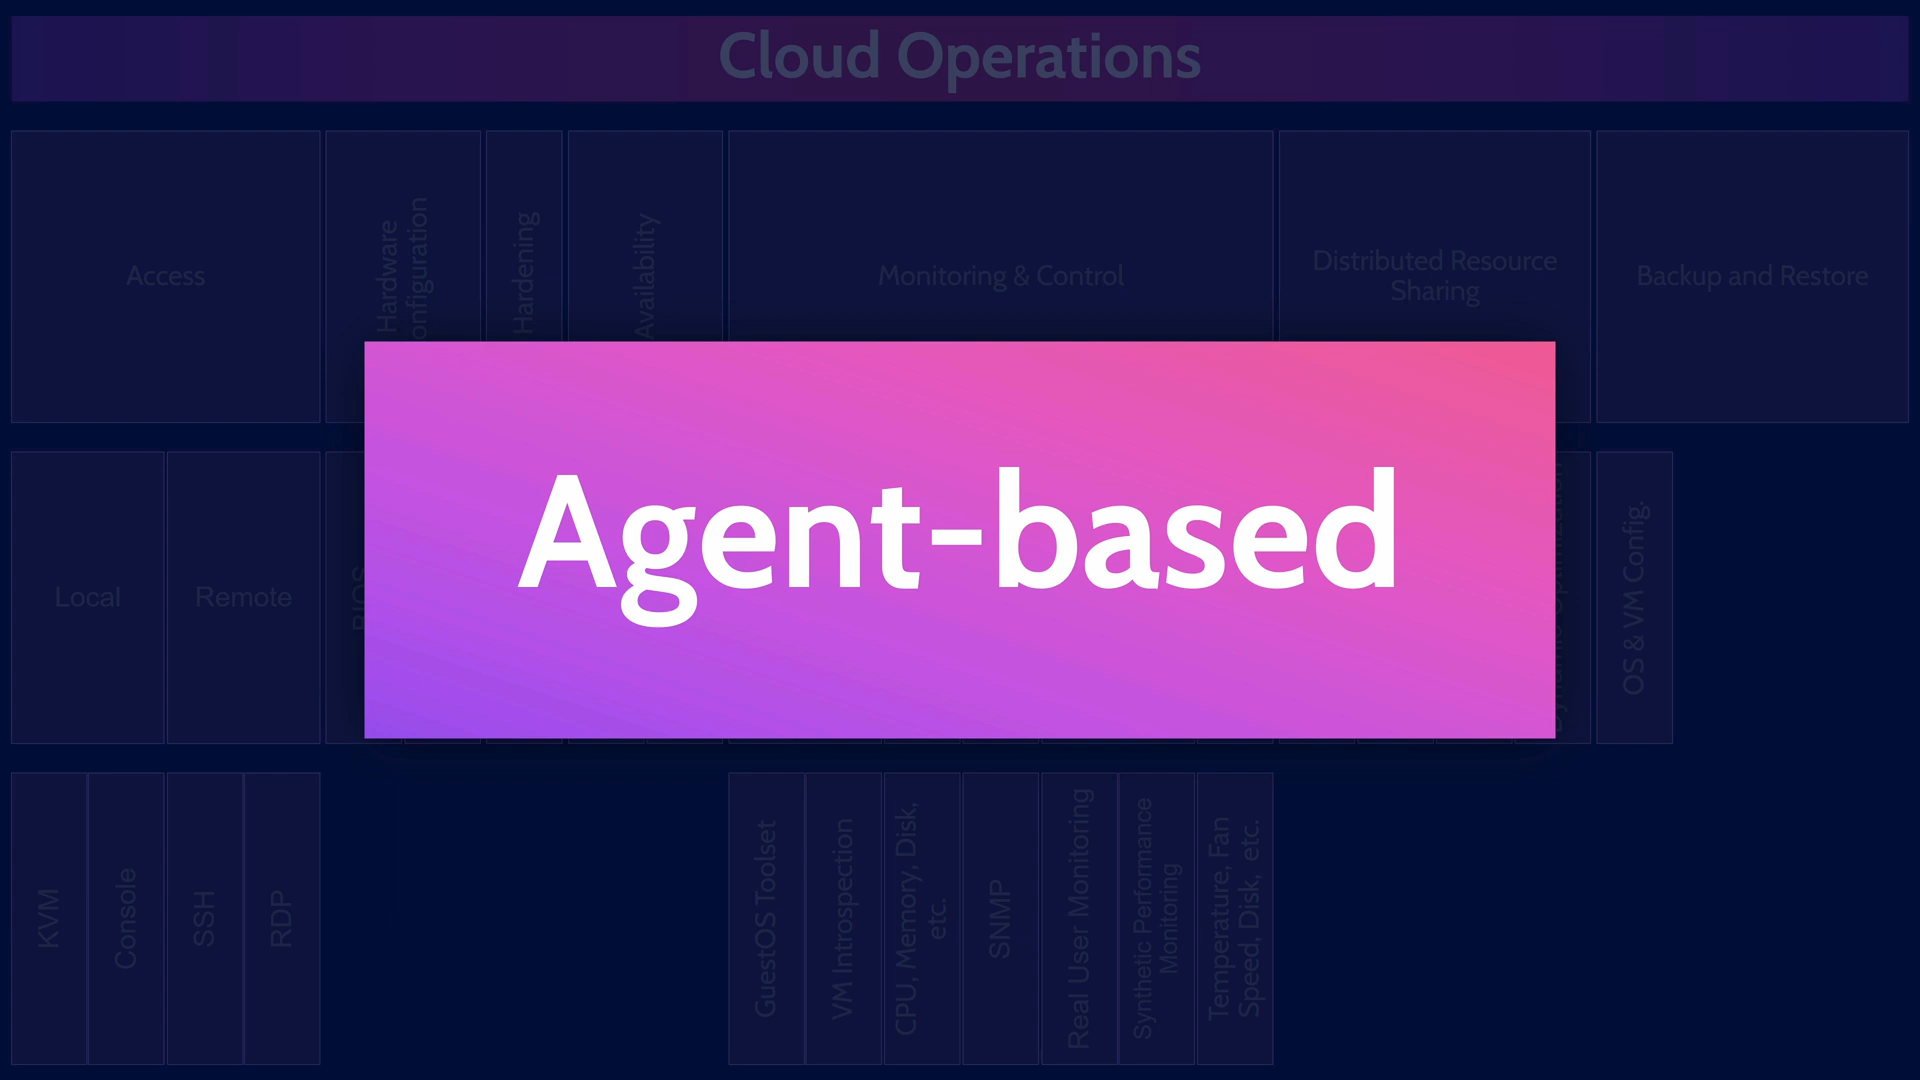 Cloud Operations
Access
Hardware
Hardening
Availability
Monitoring & Control
Distributed Resource
Sharing
Backup and Restore
Agent-based
Local
Remote
OS & VM Config.
KVM
Console
SSH
RDP
GuestOS Toolset
VM Introspection
CPU, Memory, Disk,
etc.
SNMP
Real User Monitoring
Synthetic Performance
Monitoring
Temperature, Fan
Speed, Disk, etc.